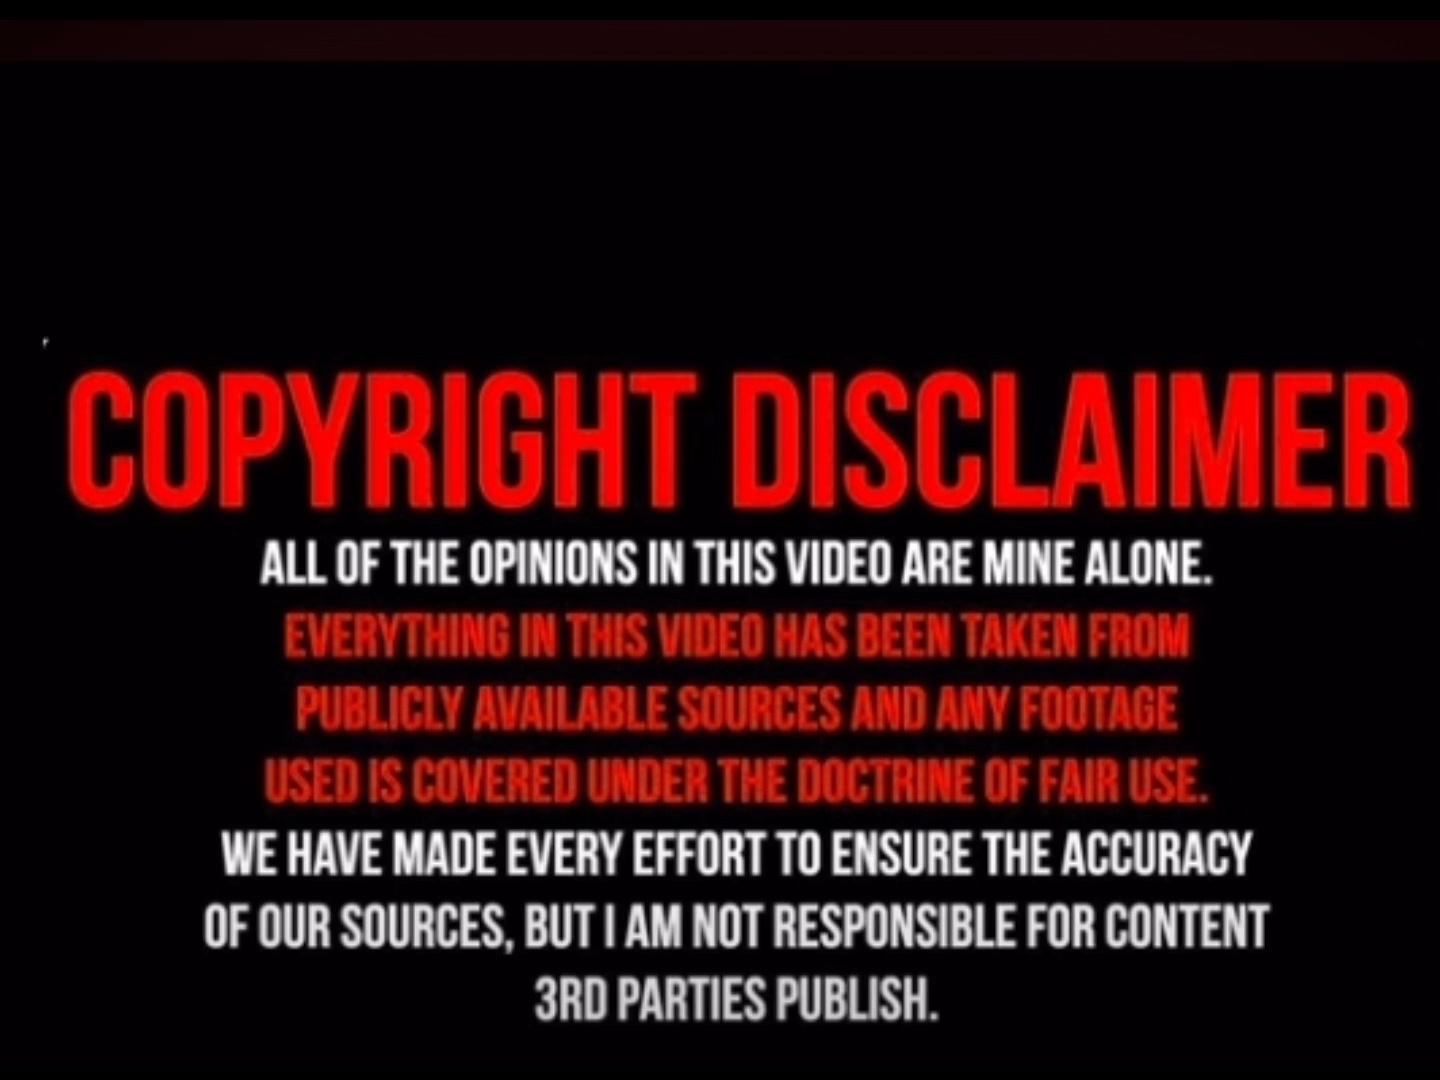 COPYRIGHT DISCLAIMER
ALL OF THE OPINIONS IN THIS VIDEO ARE MINE ALONE.
EVERYTHING IN THIS VIDEO HAS BEEN TAKEN FROM
PUBLICLY AVAILABLE SOURCES AND ANY FOOTAGE
USED IS COVERED UNDER THE DOCTRINE OF FAIR USE.
WE HAVE MADE EVERY EFFORT TO ENSURE THE ACCURACY
OF OUR SOURCES, BUT I AM NOT RESPONSIBLE FOR CONTENT
3RD PARTIES PUBLISH.